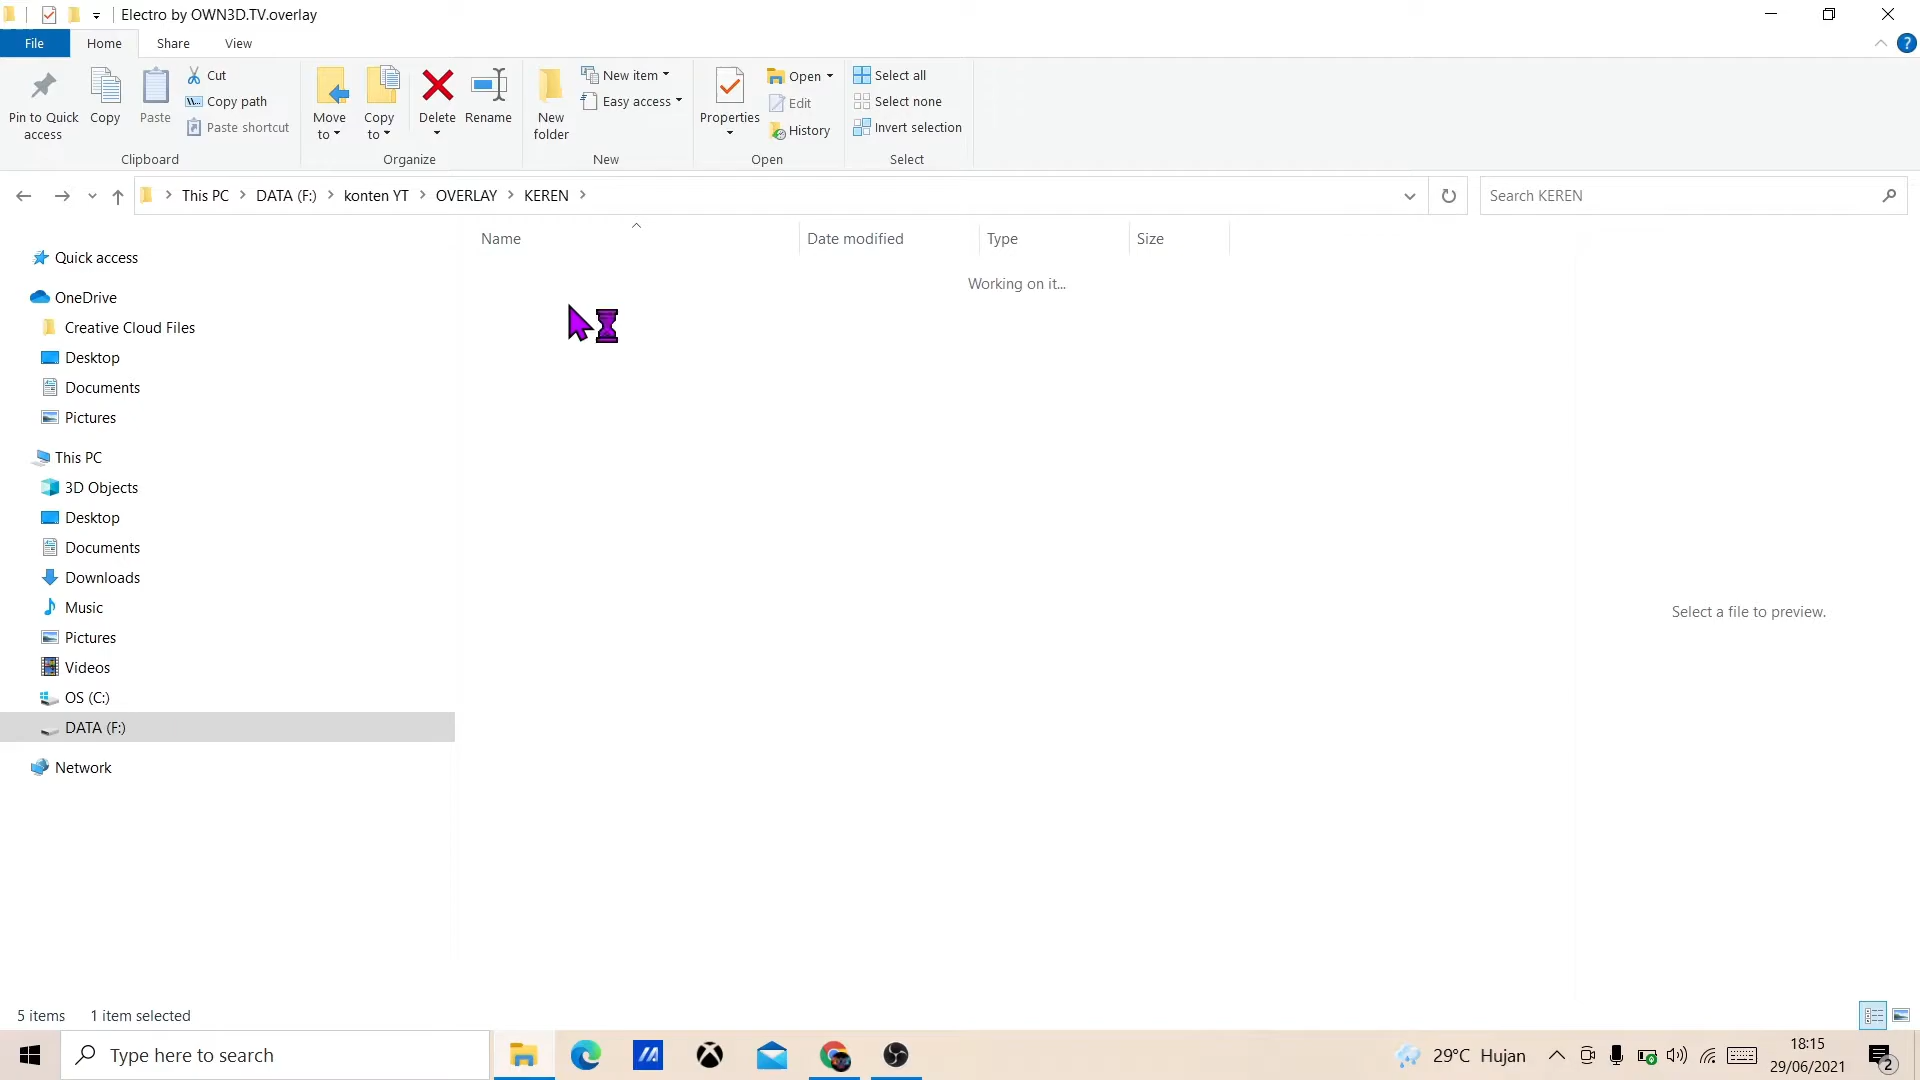 Electro by OWN3D.TV.overlay
File
Home
Share
View
Pin to Quick access
Copy
Paste
Cut
Copy path
Paste shortcut
Clipboard
Move to
Copy to
Delete
Rename
Organize
New folder
New item
Easy access
New
Properties
Open
Edit
History
Open
Select all
Select none
Invert selection
Select
This PC
DATA (F:)
konten YT
OVERLAY
KEREN
Search KEREN
Name
Date modified
Type
Size
Working on it...
Quick access
OneDrive
Creative Cloud Files
Desktop
Documents
Pictures
This PC
3D Objects
Desktop
Documents
Downloads
Music
Pictures
Videos
OS (C:)
DATA (F:)
Network
Select a file to preview.
5 items
1 item selected
Type here to search
29°C Hujan
18:15
29/06/2021
2